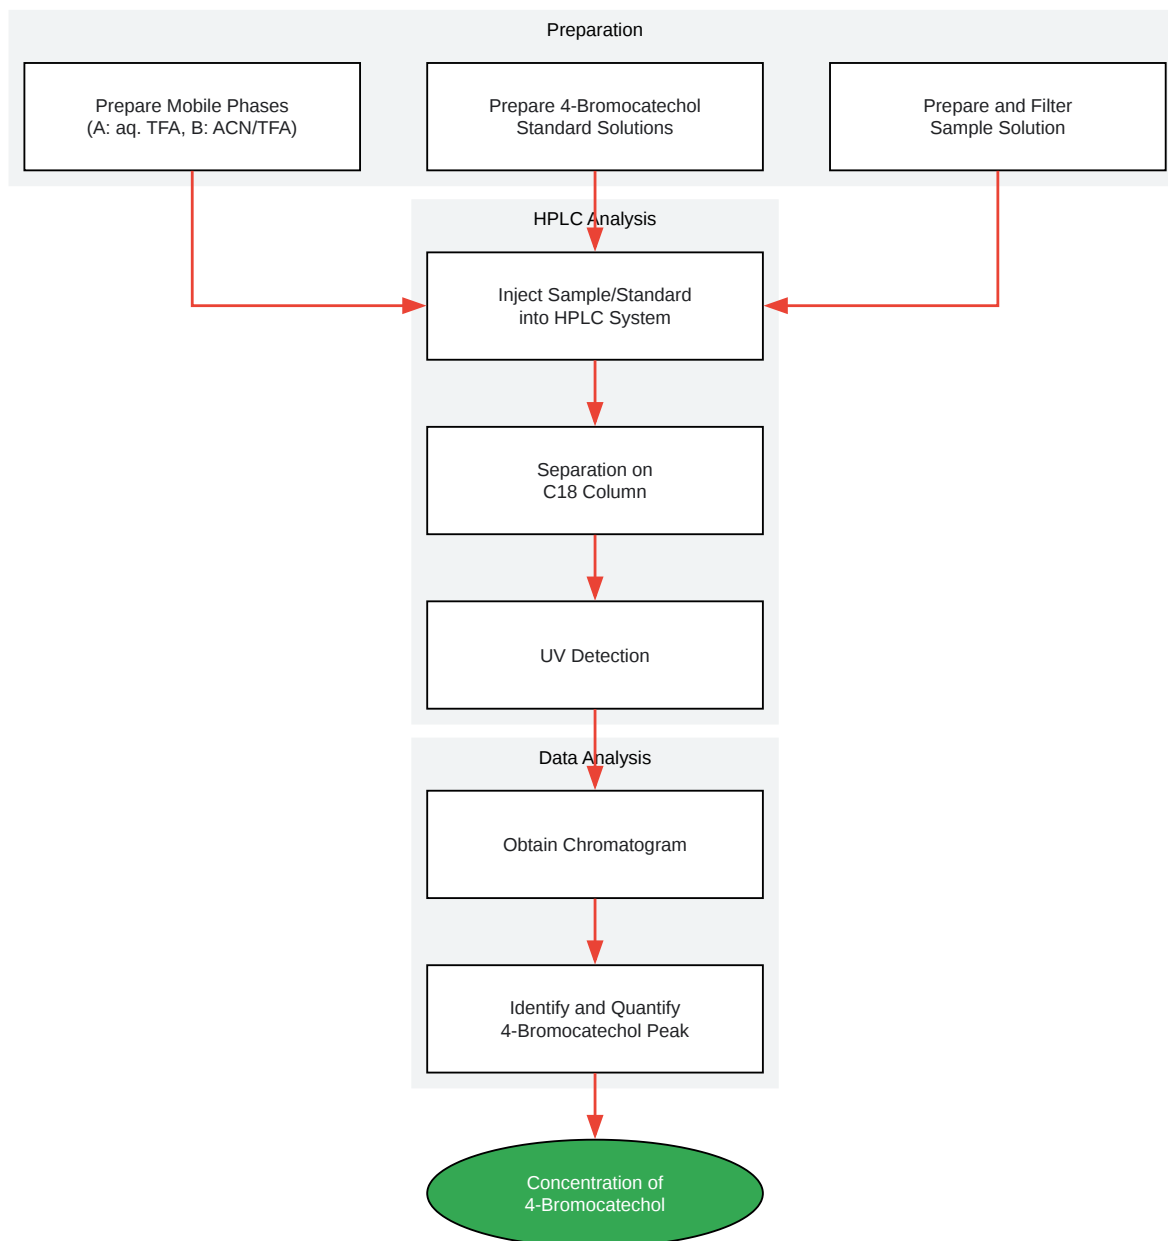 Preparation
Prepare Mobile Phases
(A: aq. TFA, B: ACN/TFA)
Prepare 4-Bromocatechol
Standard Solutions
Prepare and Filter
Sample Solution
HPLC Analysis
Inject Sample/Standard
into HPLC System
Separation on
C18 Column
UV Detection
Data Analysis
Obtain Chromatogram
Identify and Quantify
4-Bromocatechol Peak
Concentration of
4-Bromocatechol